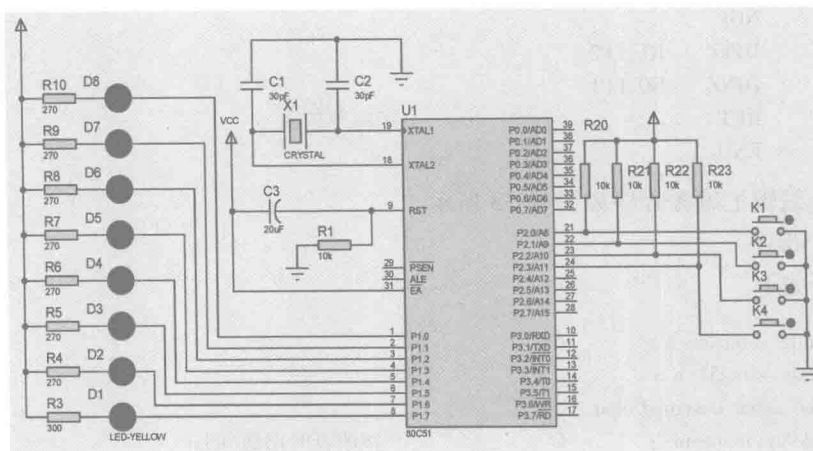 R10
270
D8
R9
270
D7
R8
270
D6
R7
270
D5
R6
270
D4
R5
270
D3
R4
270
D2
R3
300
D1
LED-YELLOW
C1
30pF
C2
30pF
X1
CRYSTAL
VCC
C3
20uF
R1
10k
U1
19 XTAL1
18 XTAL2
9 RST
29 PSEN
30 ALE
31 EA
1 P1.0
2 P1.1
3 P1.2
4 P1.3
5 P1.4
6 P1.5
7 P1.6
8 P1.7
P0.0/AD0 39
P0.1/AD1 38
P0.2/AD2 37
P0.3/AD3 36
P0.4/AD4 35
P0.5/AD5 34
P0.6/AD6 33
P0.7/AD7 32
P2.0/A8 21
P2.1/A9 22
P2.2/A10 23
P2.3/A11 24
P2.4/A12 25
P2.5/A13 26
P2.6/A14 27
P2.7/A15 28
P3.0/RXD 10
P3.1/TXD 11
P3.2/INT0 12
P3.3/INT1 13
P3.4/T0 14
P3.5/T1 15
P3.6/WR 16
P3.7/RD 17
80C51
R20
10k
R21
10k
R22
10k
R23
10k
K1
K2
K3
K4